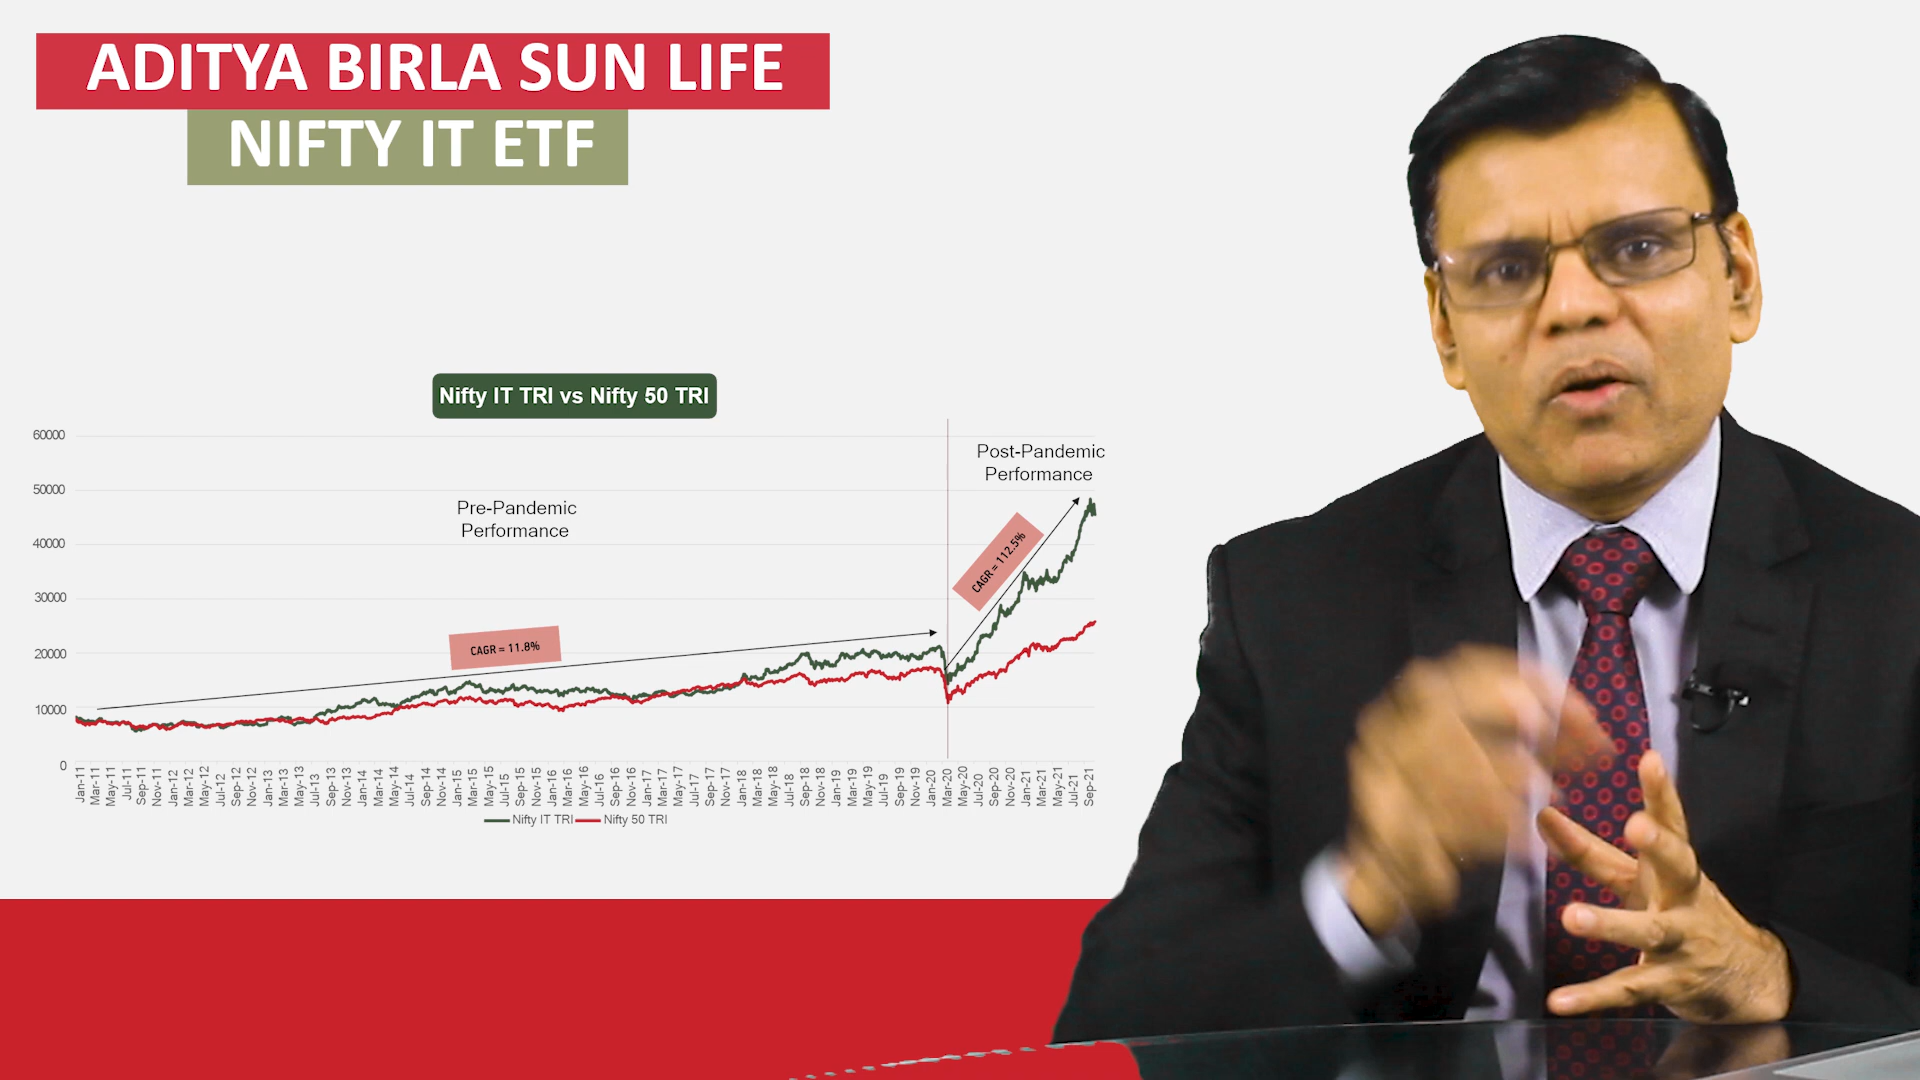 ADITYA BIRLA SUN LIFE
NIFTY IT ETF
Nifty IT TRI vs Nifty 50 TRI
Pre-Pandemic
Performance
Post-Pandemic
Performance
CAGR = 11.8%
CAGR = 112.5%
60000
50000
40000
30000
20000
10000
0
Jan-11 Mar-11 May-11 Jul-11 Sep-11 Nov-11 Jan-12 Mar-12 May-12 Jul-12 Sep-12 Nov-12 Jan-13 Mar-13 May-13 Jul-13 Sep-13 Nov-13 Jan-14 Mar-14 May-14 Jul-14 Sep-14 Nov-14 Jan-15 Mar-15 May-15 Jul-15 Sep-15 Nov-15 Jan-16 Mar-16 May-16 Jul-16 Sep-16 Nov-16 Jan-17 Mar-17 May-17 Jul-17 Sep-17 Nov-17 Jan-18 Mar-18 May-18 Jul-18 Sep-18 Nov-18 Jan-19 Mar-19 May-19 Jul-19 Sep-19 Nov-19 Jan-20 Mar-20 May-20 Jul-20 Sep-20 Nov-20 Jan-21 Mar-21 May-21 Jul-21 Sep-21
Nifty IT TRI Nifty 50 TRI